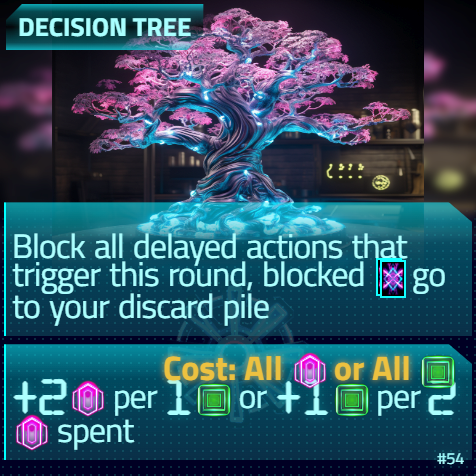 DECISION TREE
Block all delayed actions that
trigger this round, blocked go
to your discard pile
Cost: All or All
+2 per 1 or +1 per 2
spent
#54